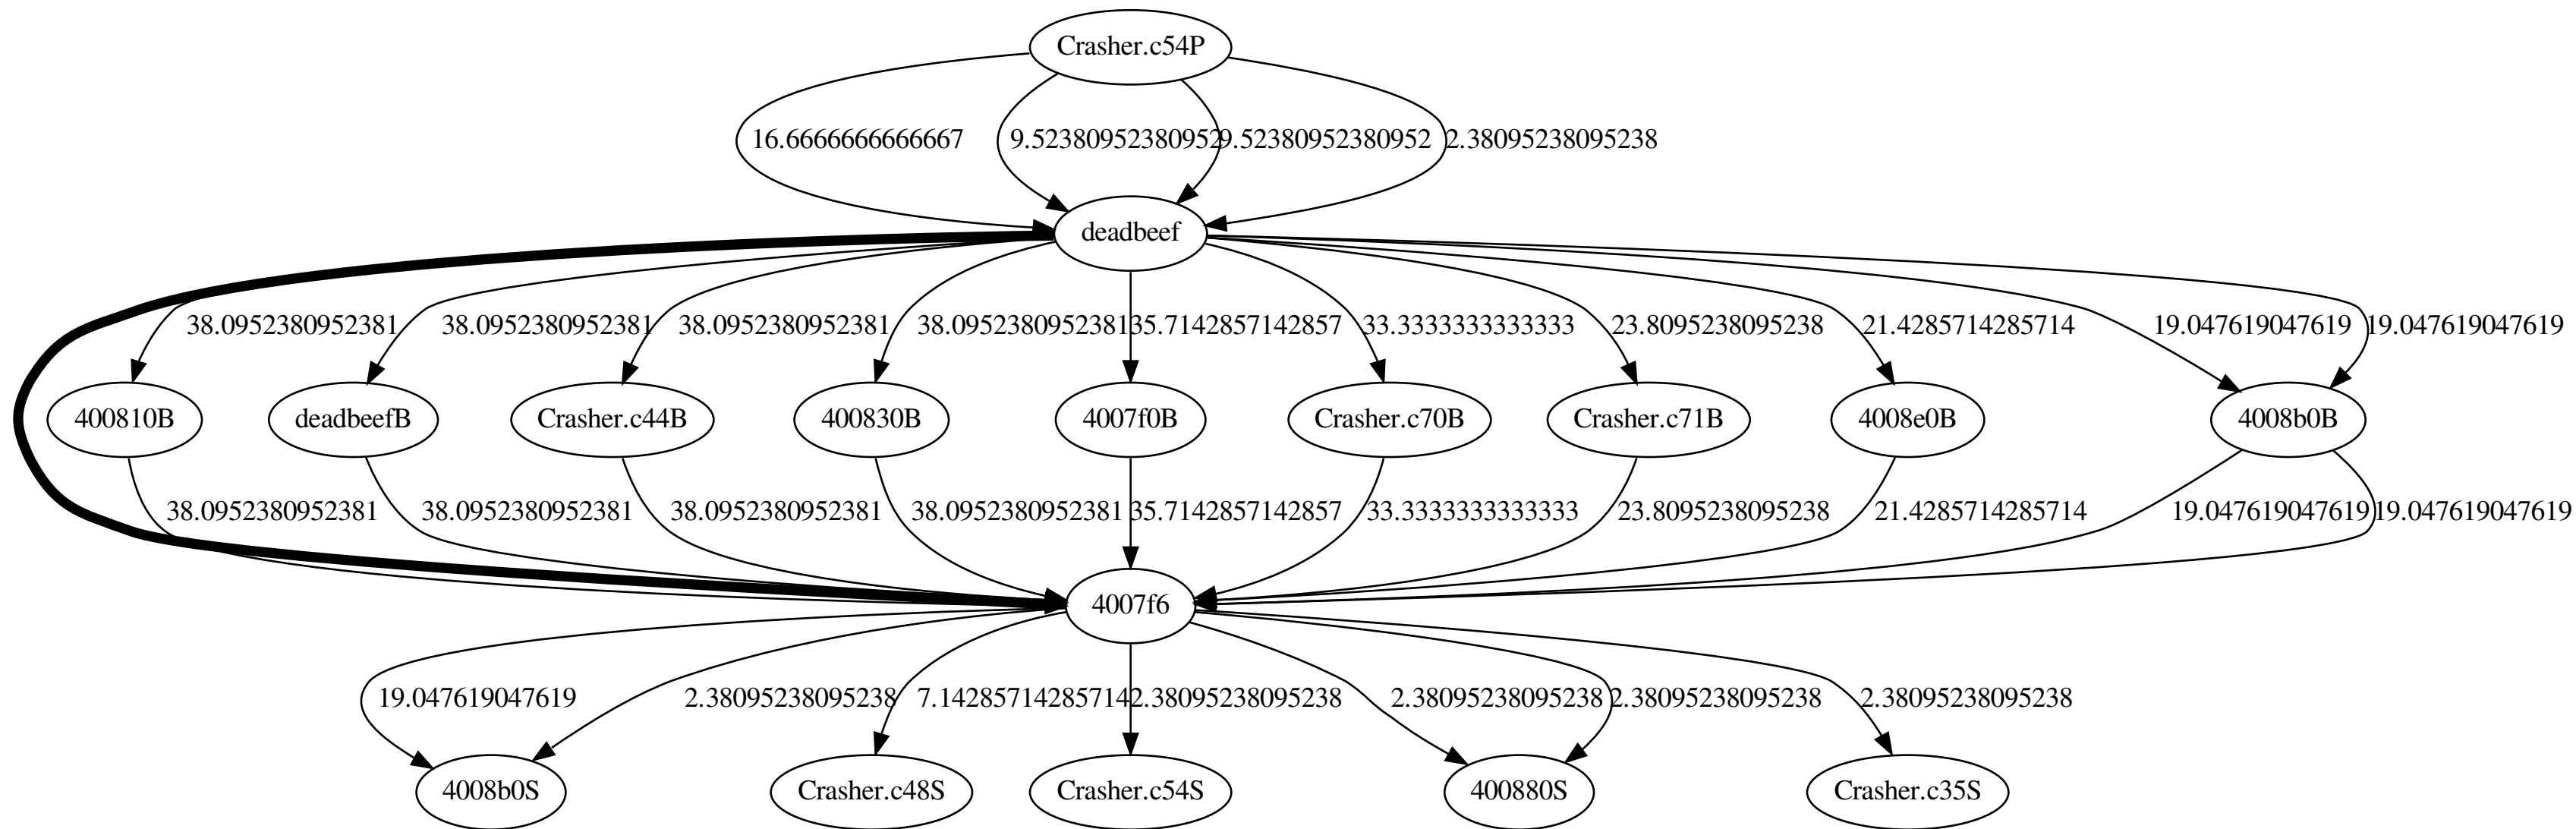 Crasher.c54P
16.6666666666667 9.52380952380952 9.52380952380952 2.38095238095238
deadbeef
38.0952380952381 38.0952380952381 38.0952380952381 38.0952380952381 35.7142857142857 33.3333333333333 23.8095238095238 21.4285714285714 19.047619047619 19.047619047619
400810B deadbeefB Crasher.c44B 400830B 4007f0B Crasher.c70B Crasher.c71B 4008e0B 4008b0B
38.0952380952381 38.0952380952381 38.0952380952381 38.0952380952381 35.7142857142857 33.3333333333333 23.8095238095238 21.4285714285714 19.047619047619 19.047619047619
4007f6
19.047619047619 2.38095238095238 7.14285714285714 2.38095238095238 2.38095238095238 2.38095238095238 2.38095238095238
4008b0S Crasher.c48S Crasher.c54S 400880S Crasher.c35S